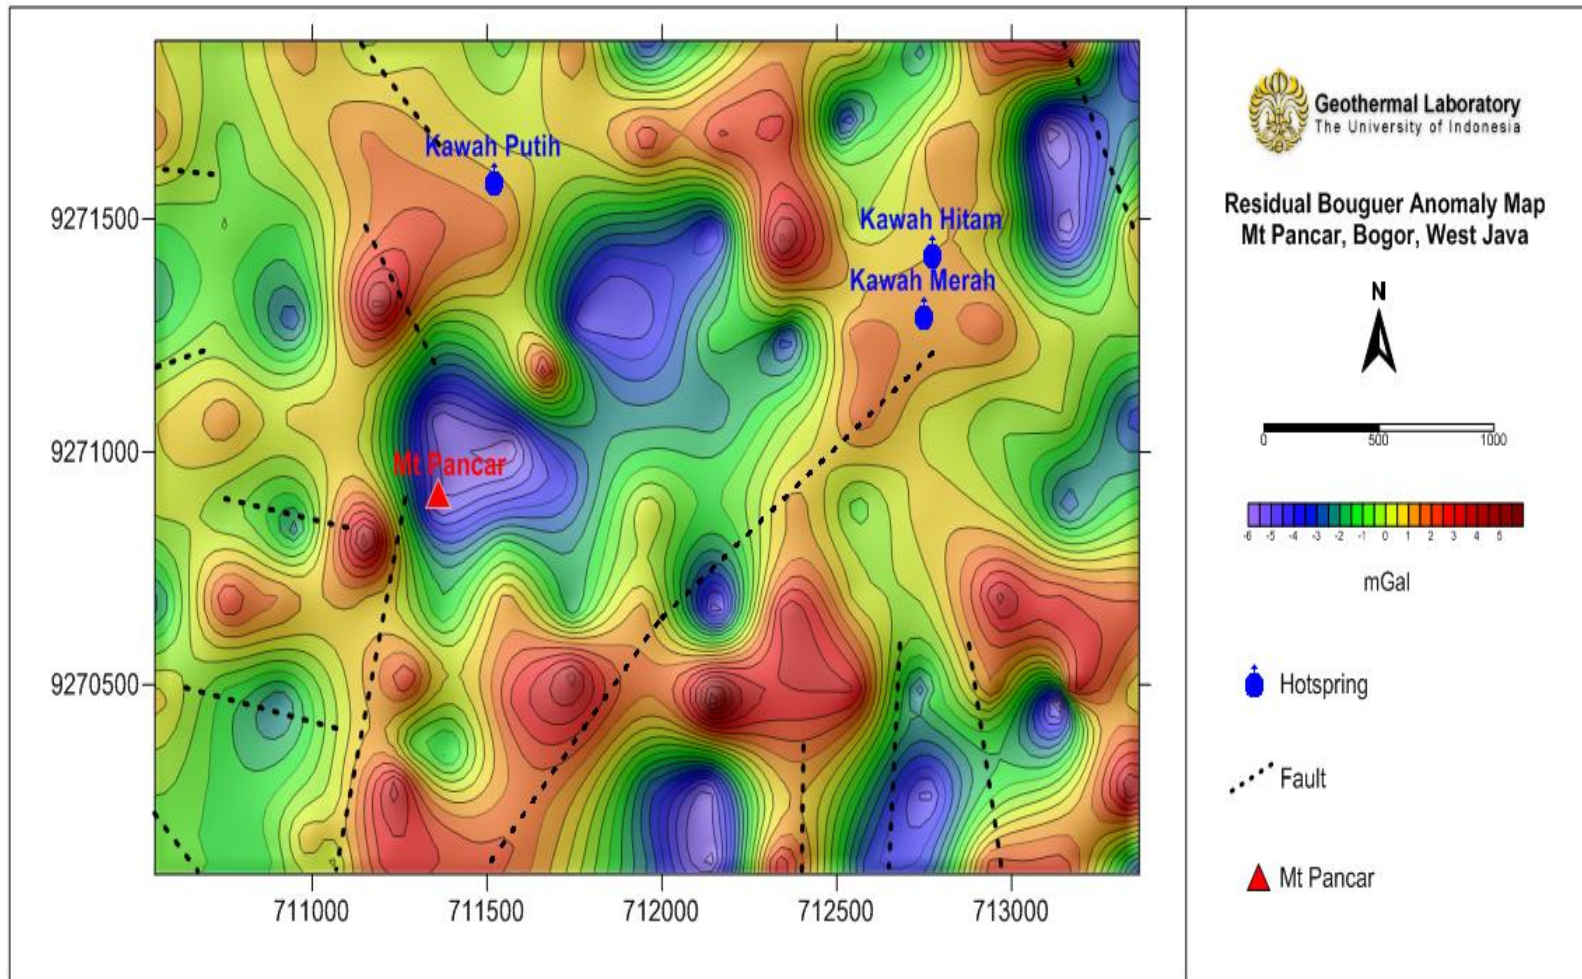 Geothermal Laboratory
The University of Indonesia
Residual Bouguer Anomaly Map
Mt Pancar, Bogor, West Java
N
0 500 1000
-6 -5 -4 -3 -2 -1 0 1 2 3 4 5
mGal
Hotspring
Fault
Mt Pancar
Kawah Putih
Kawah Hitam
Kawah Merah
Mt Pancar
9271500
9271000
9270500
711000 711500 712000 712500 713000